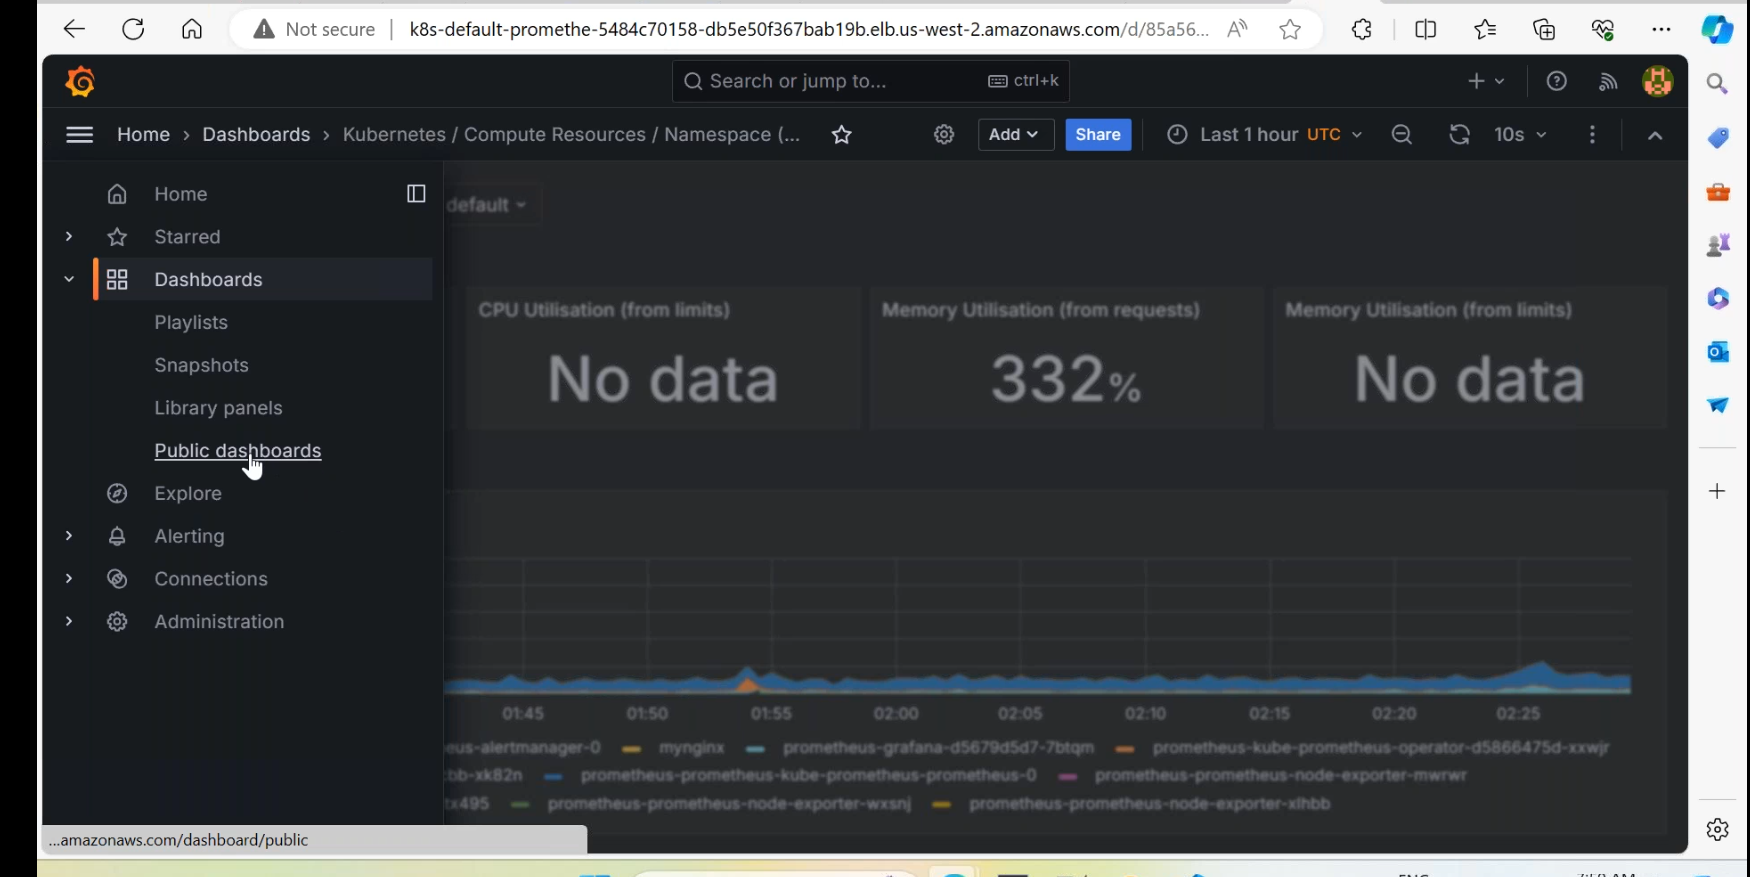 Not secure
k8s-default-promethe-5484c70158-db5e50f367bab19b.elb.us-west-2.amazonaws.com/d/85a56...
Search or jump to...
ctrl+k
Home › Dashboards › Kubernetes / Compute Resources / Namespace (...
Add
Share
Last 1 hour UTC
10s
Home
default
Starred
Dashboards
CPU Utilisation (from limits)
Memory Utilisation (from requests)
Memory Utilisation (from limits)
Playlists
No data
332%
No data
Snapshots
Library panels
Public dashboards
Explore
Alerting
Connections
Administration
01:45 01:50 01:55 02:00 02:05 02:10 02:15 02:20 02:25
eus-alertmanager-0 mynginx prometheus-grafana-d5679d5d7-7btqm prometheus-kube-prometheus-operator-d5866475d-xxwjr
bb-xk82n prometheus-prometheus-kube-prometheus-prometheus-0 prometheus-prometheus-node-exporter-mwrwr
tx495 prometheus-prometheus-node-exporter-wxsnj prometheus-prometheus-node-exporter-xlhbb
...amazonaws.com/dashboard/public